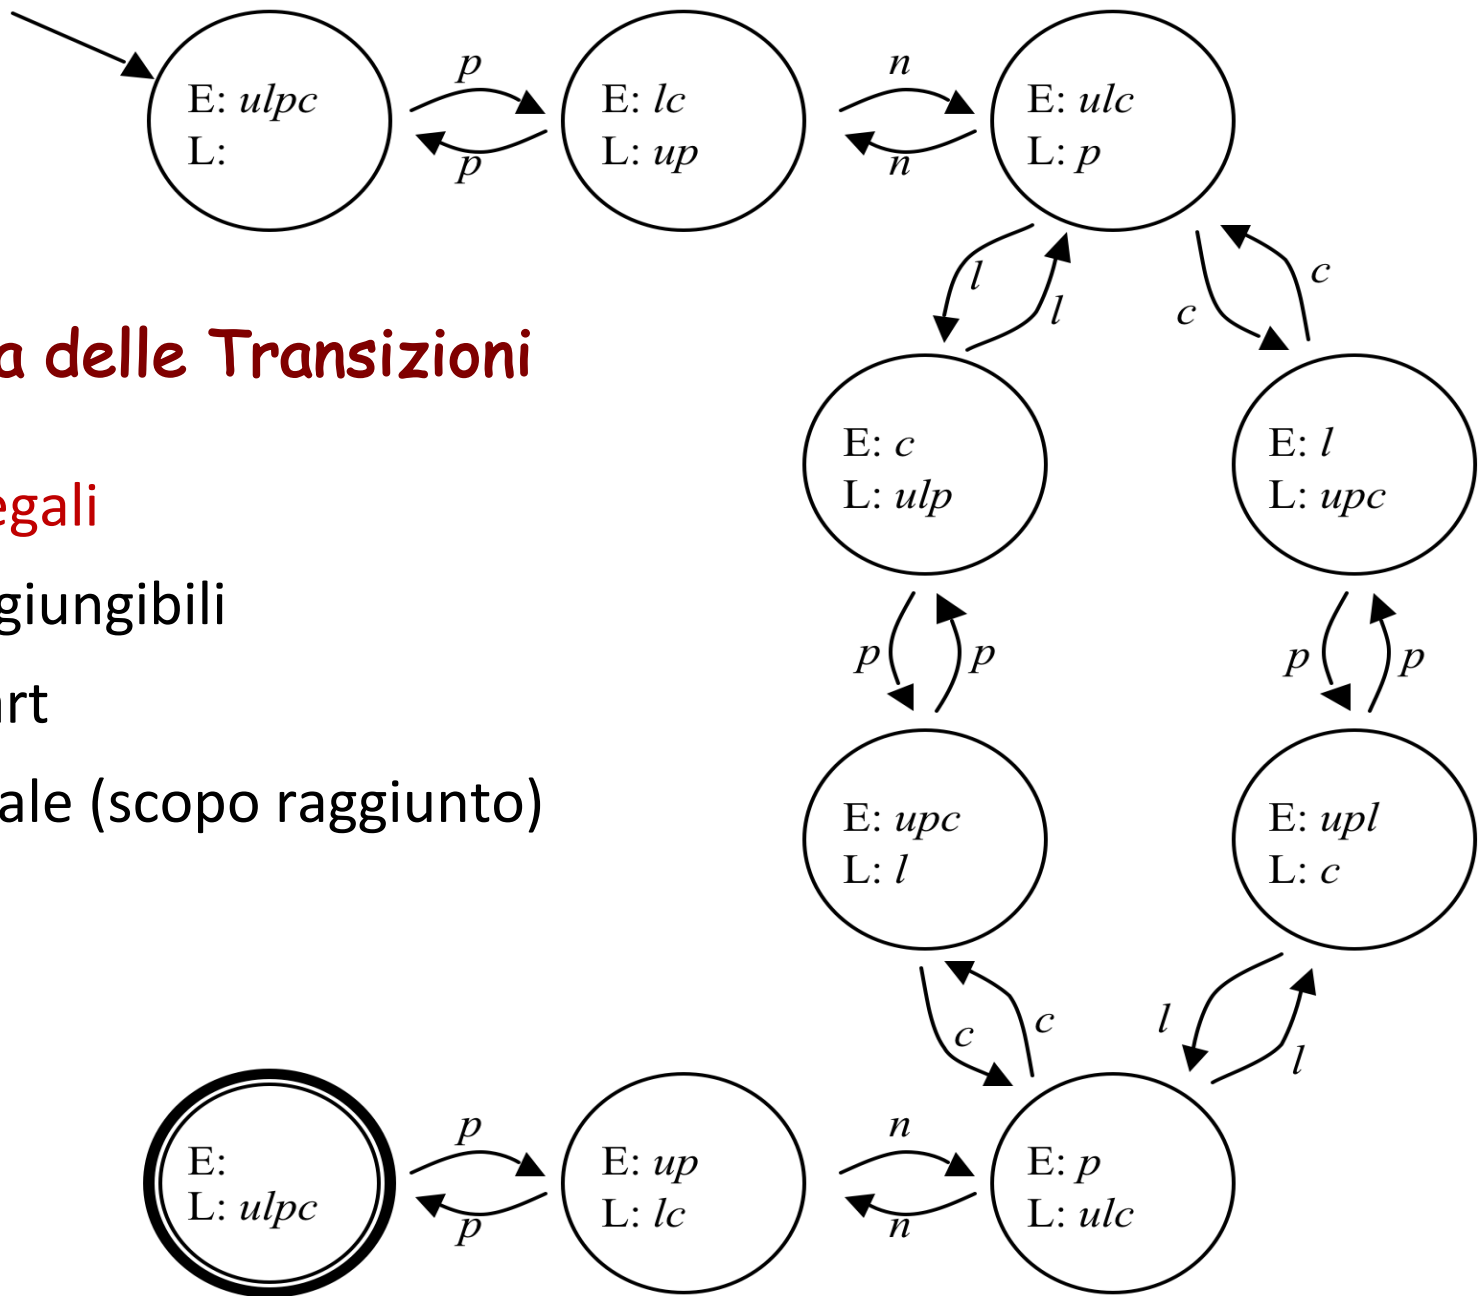 p
E: ulpc
L:
p
E: lc
L: up
n
n
E: ulc
L: p
l
l
c
c
a delle Transizioni
egali
giungibili
art
ale (scopo raggiunto)
E: c
L: ulp
E: l
L: upc
p
p
p
p
E: upc
L: l
E: upl
L: c
c
c
l
l
E:
L: ulpc
p
p
E: up
L: lc
n
n
E: p
L: ulc